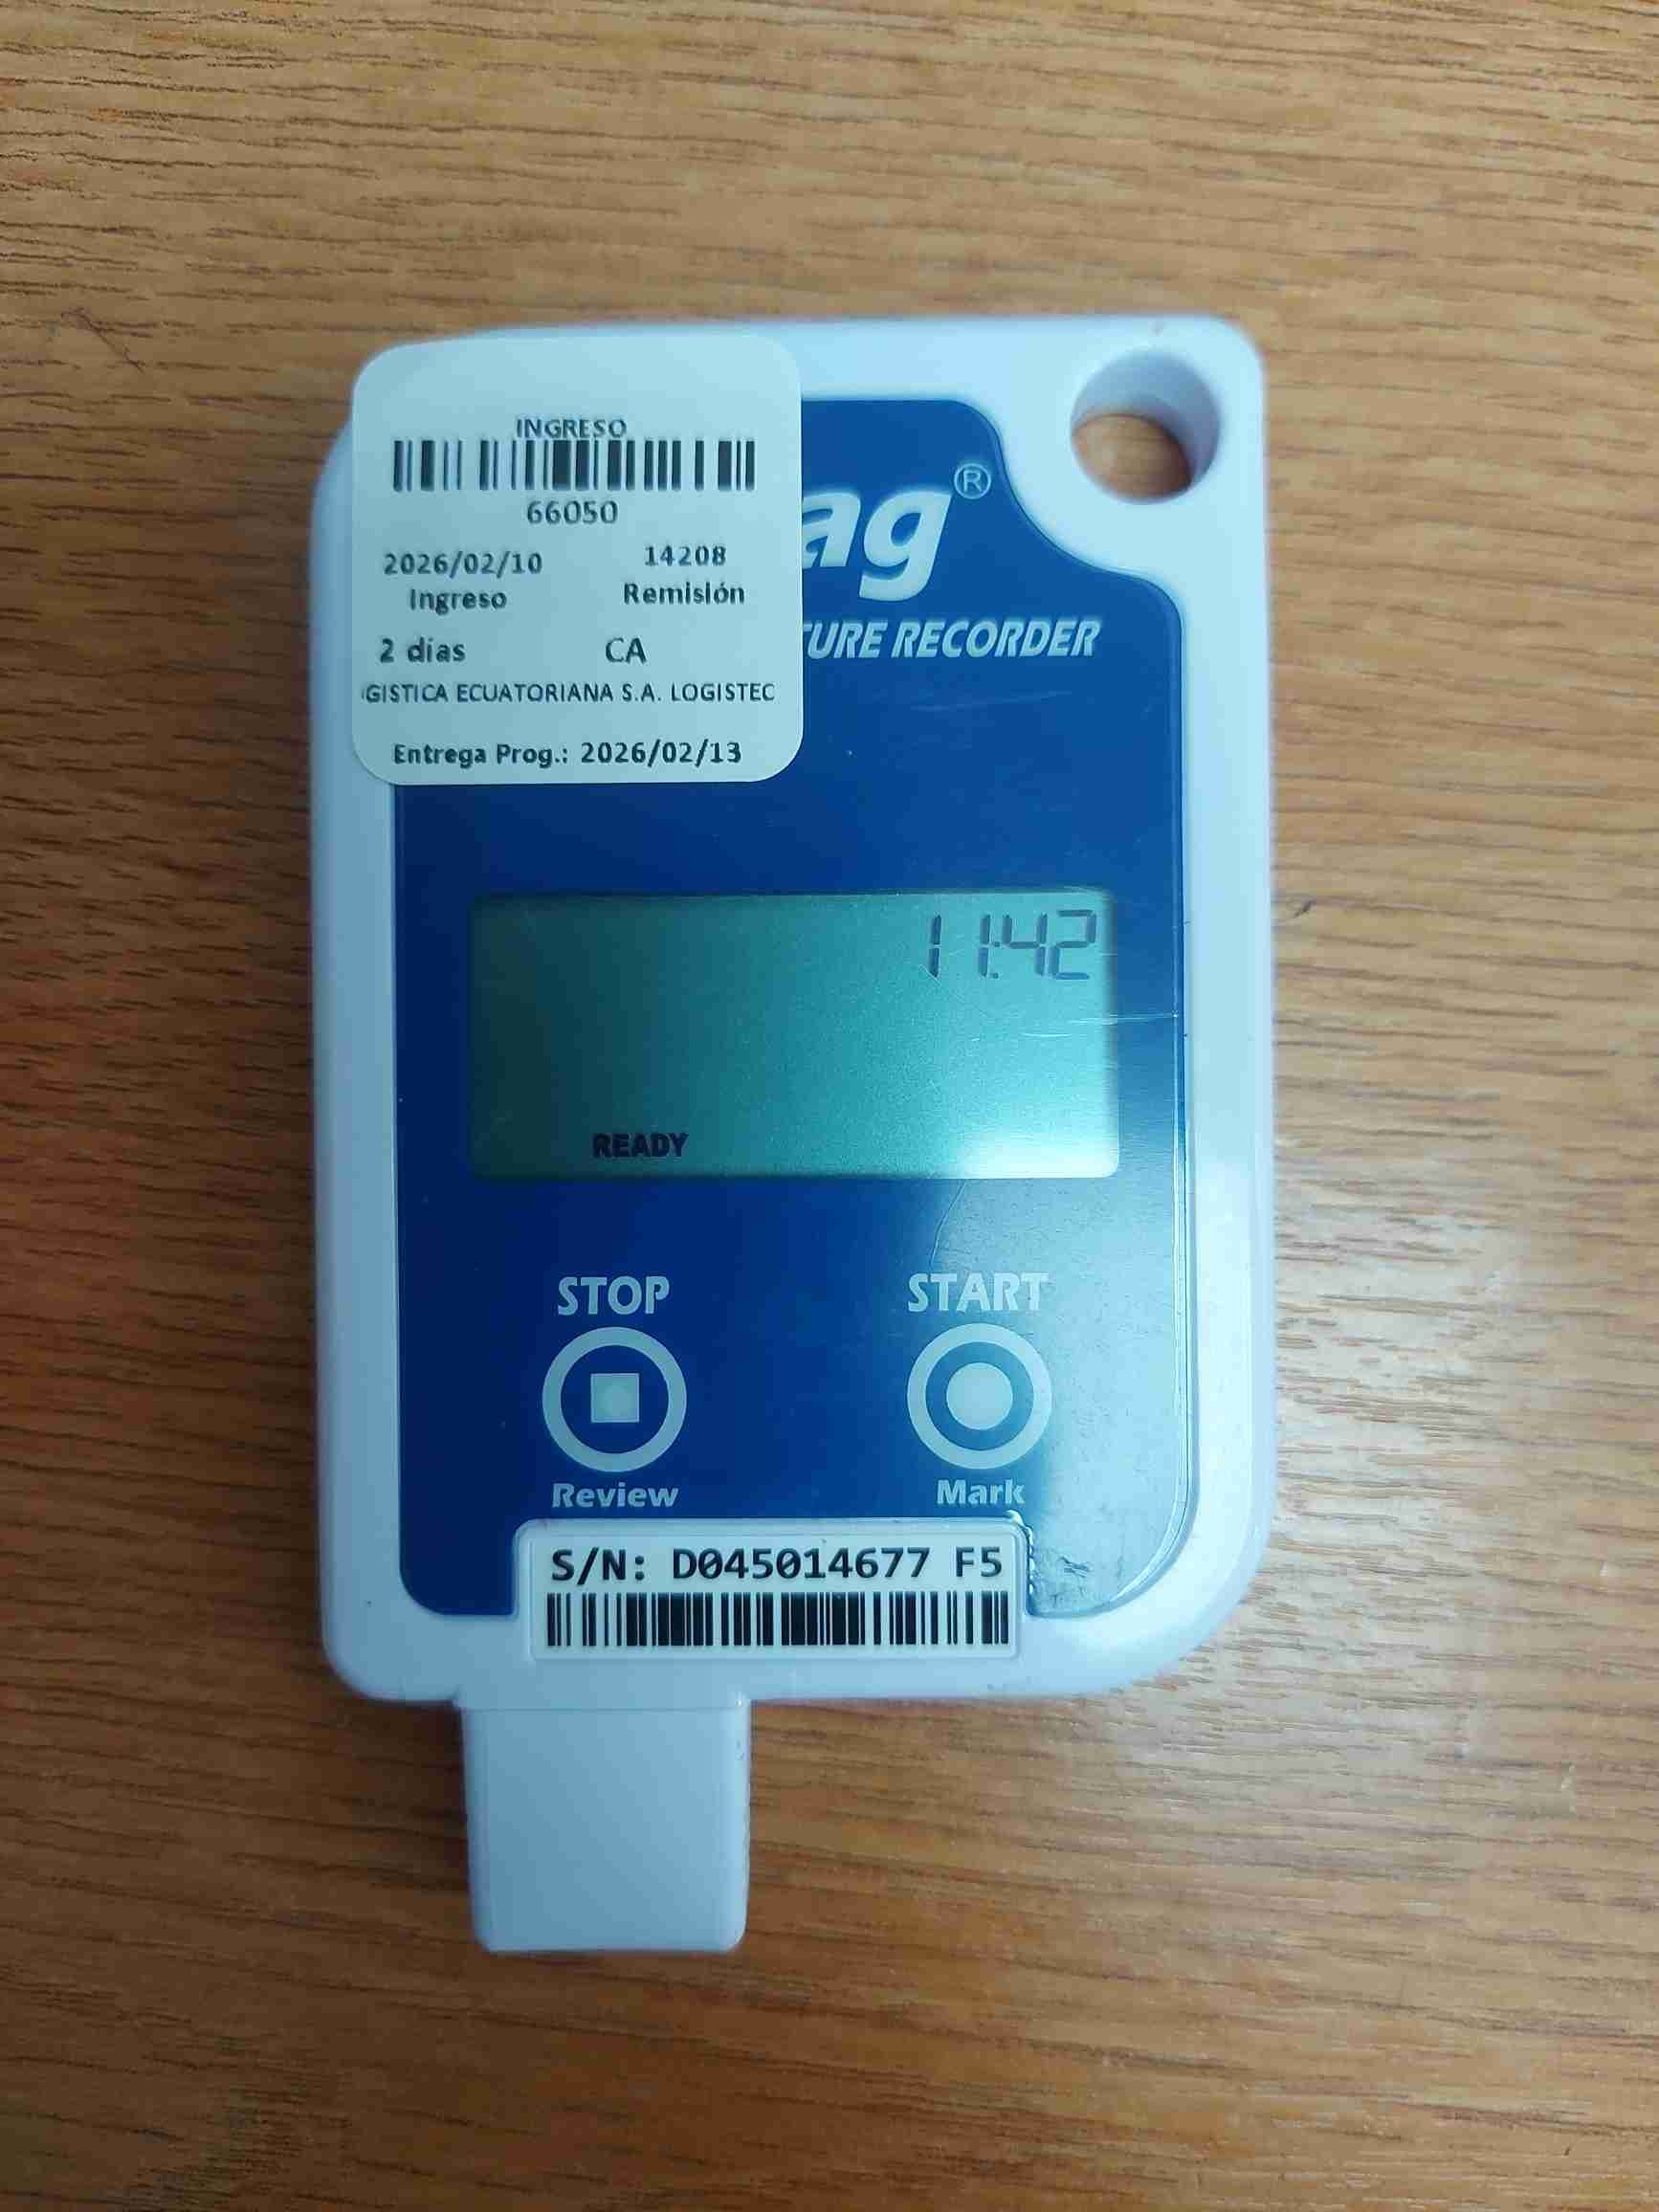 INGRESO
66050
2026/02/10 14208
Ingreso Remisión
2 días CA
GISTICA ECUATORIANA S.A. LOGISTEC
Entrega Prog.: 2026/02/13
ag®
TURE RECORDER
11:42
READY
STOP START
Review Mark
S/N: D045014677 F5